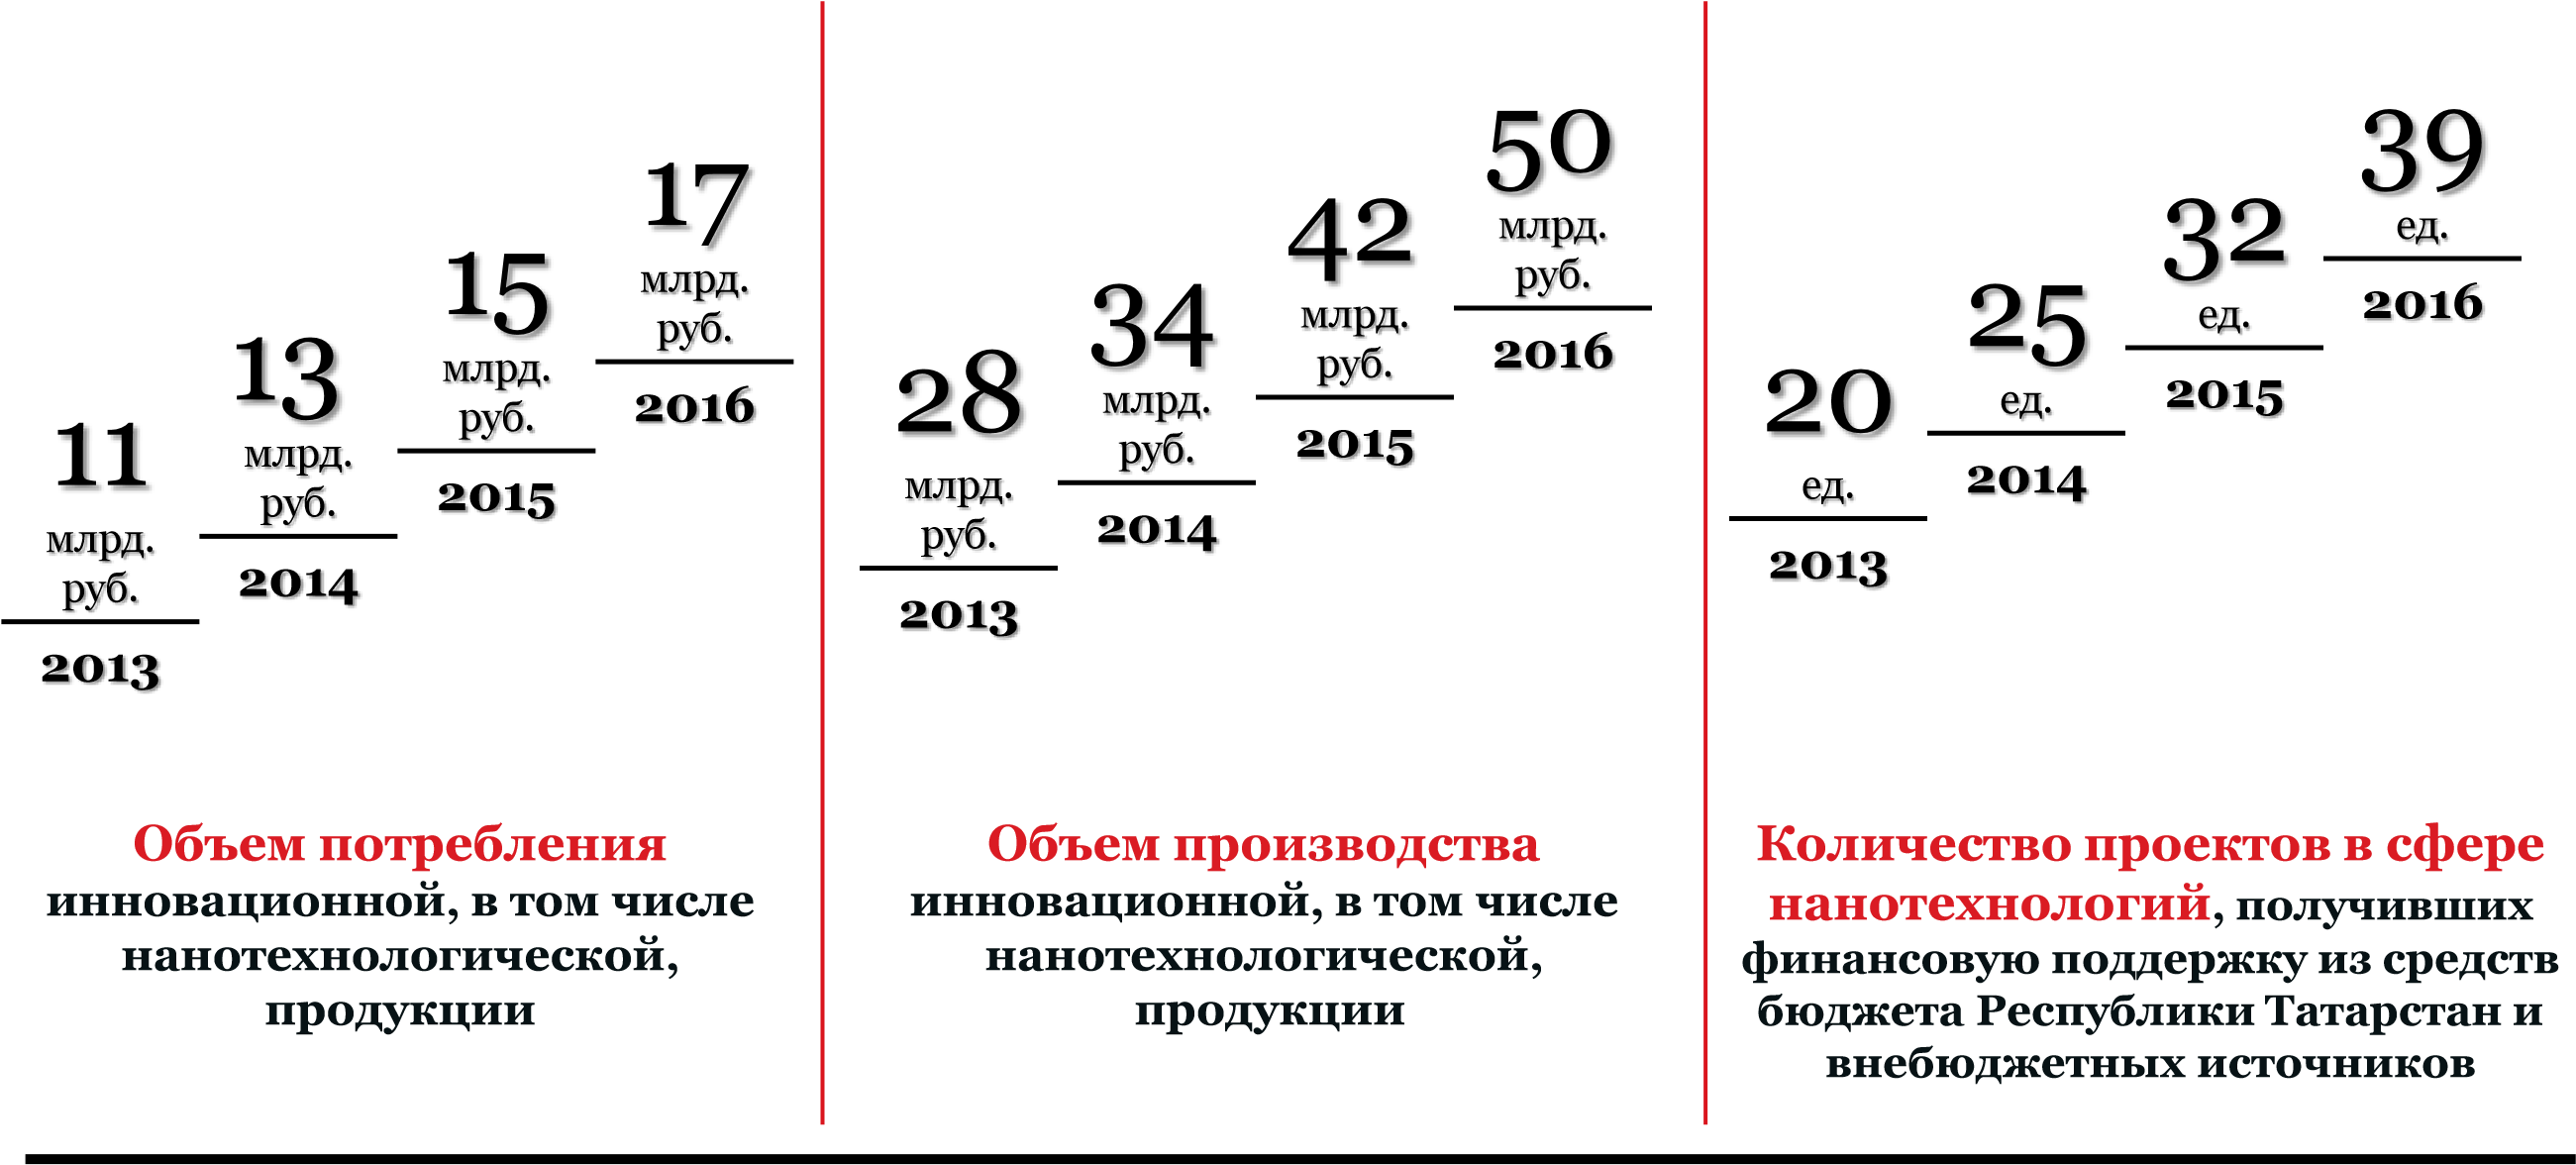 11
млрд.
руб.
2013
13
млрд.
руб.
2014
15
млрд.
руб.
2015
17
млрд.
руб.
2016
Объем потребления
инновационной, в том числе
нанотехнологической,
продукции
28
млрд.
руб.
2013
34
млрд.
руб.
2014
42
млрд.
руб.
2015
50
млрд.
руб.
2016
Объем производства
инновационной, в том числе
нанотехнологической,
продукции
20
ед.
2013
25
ед.
2014
32
ед.
2015
39
ед.
2016
Количество проектов в сфере
нанотехнологий, получивших
финансовую поддержку из средств
бюджета Республики Татарстан и
внебюджетных источников